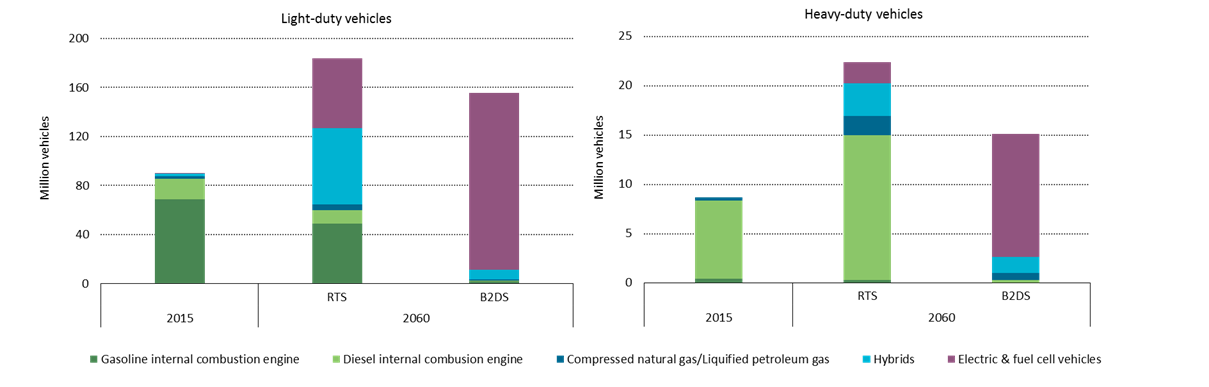 Light-duty vehicles
200
160
120
80
40
0
Million vehicles
RTS
B2DS
2015
2060
Heavy-duty vehicles
25
20
15
10
5
0
Million vehicles
RTS
B2DS
2015
2060
Gasoline internal combustion engine
Diesel internal combusion engine
Compressed natural gas/Liquified petroleum gas
Hybrids
Electric & fuel cell vehicles